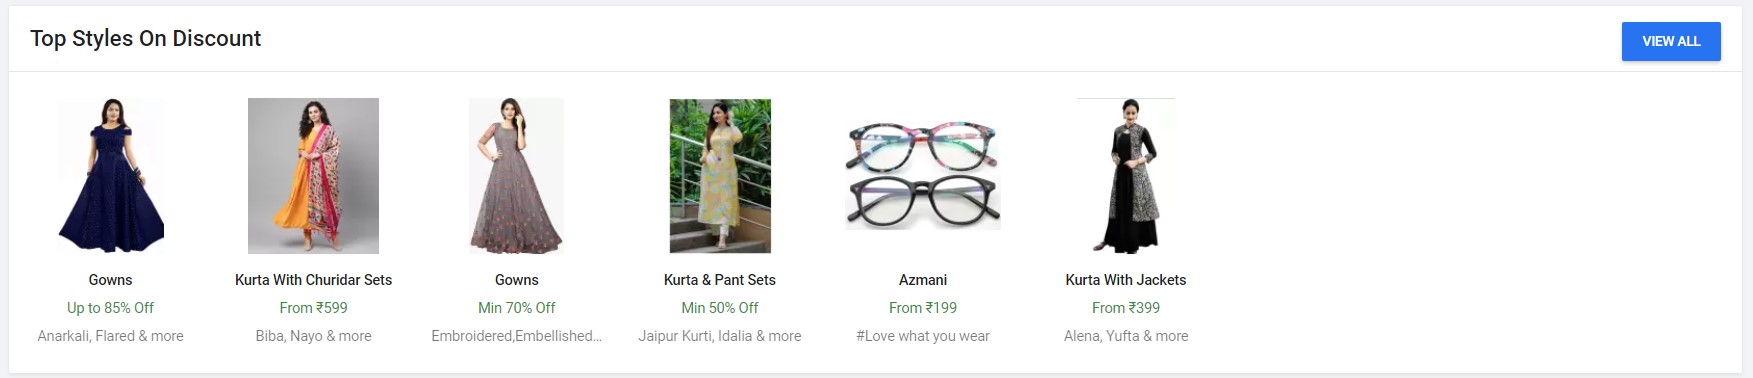 Top Styles On Discount
VIEW ALL
Gowns
Up to 85% Off
Anarkali, Flared & more
Kurta With Churidar Sets
From ₹599
Biba, Nayo & more
Gowns
Min 70% Off
Embroidered,Embellished...
Kurta & Pant Sets
Min 50% Off
Jaipur Kurti, Idalia & more
Azmani
From ₹199
#Love what you wear
Kurta With Jackets
From ₹399
Alena, Yufta & more